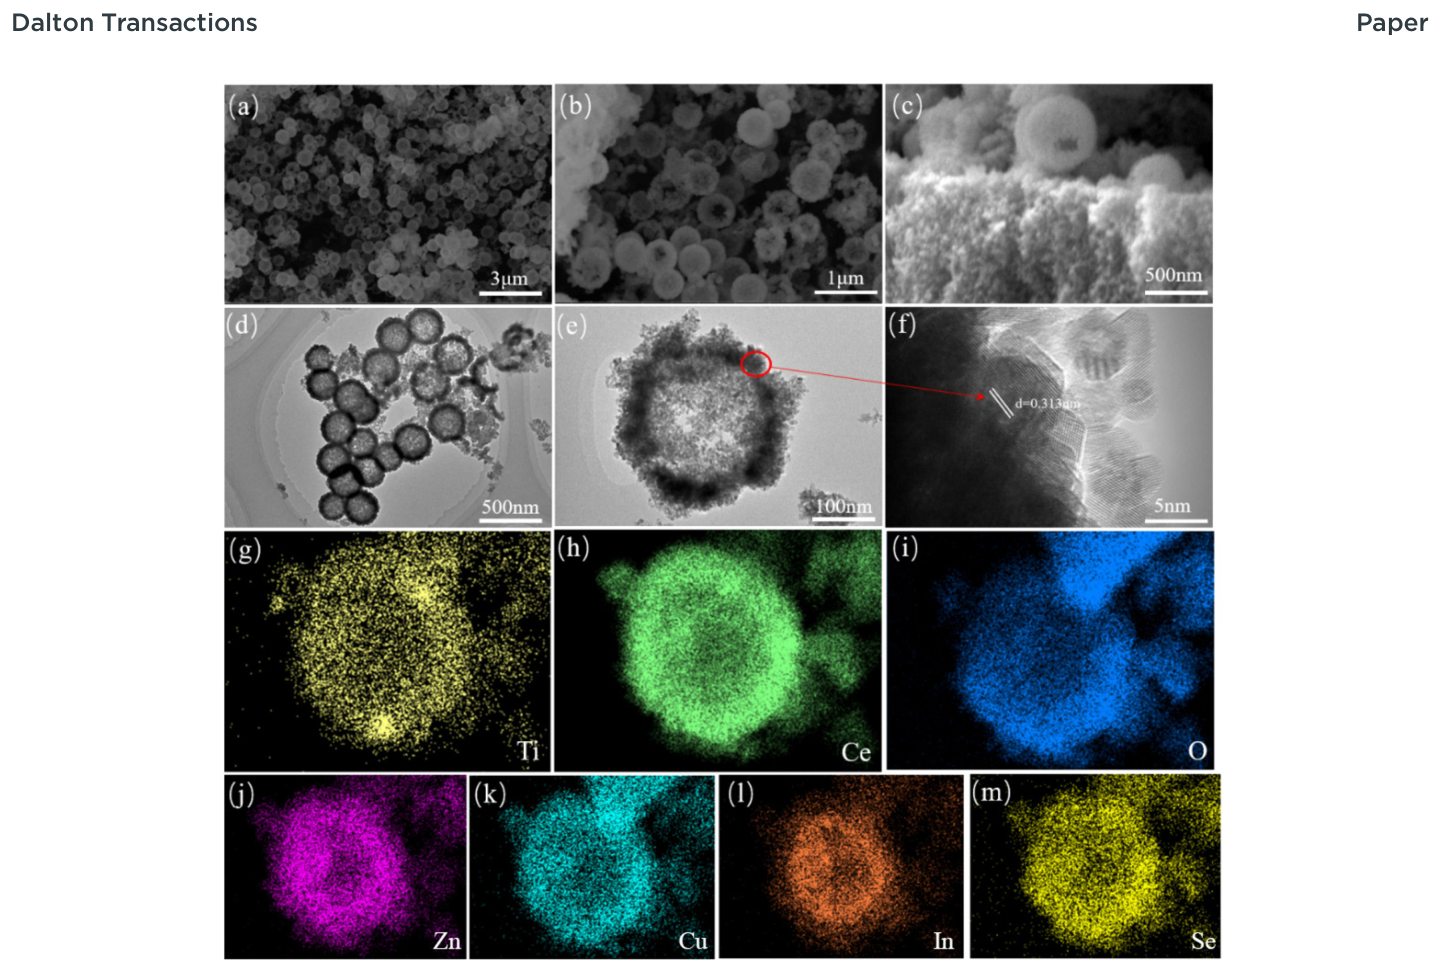 Dalton Transactions
Paper
(a)
3μm
(b)
1μm
(c)
500nm
(d)
500nm
(e)
100nm
(f)
d=0.313nm
5nm
(g)
Ti
(h)
Ce
(i)
O
(j)
Zn
(k)
Cu
(l)
In
(m)
Se